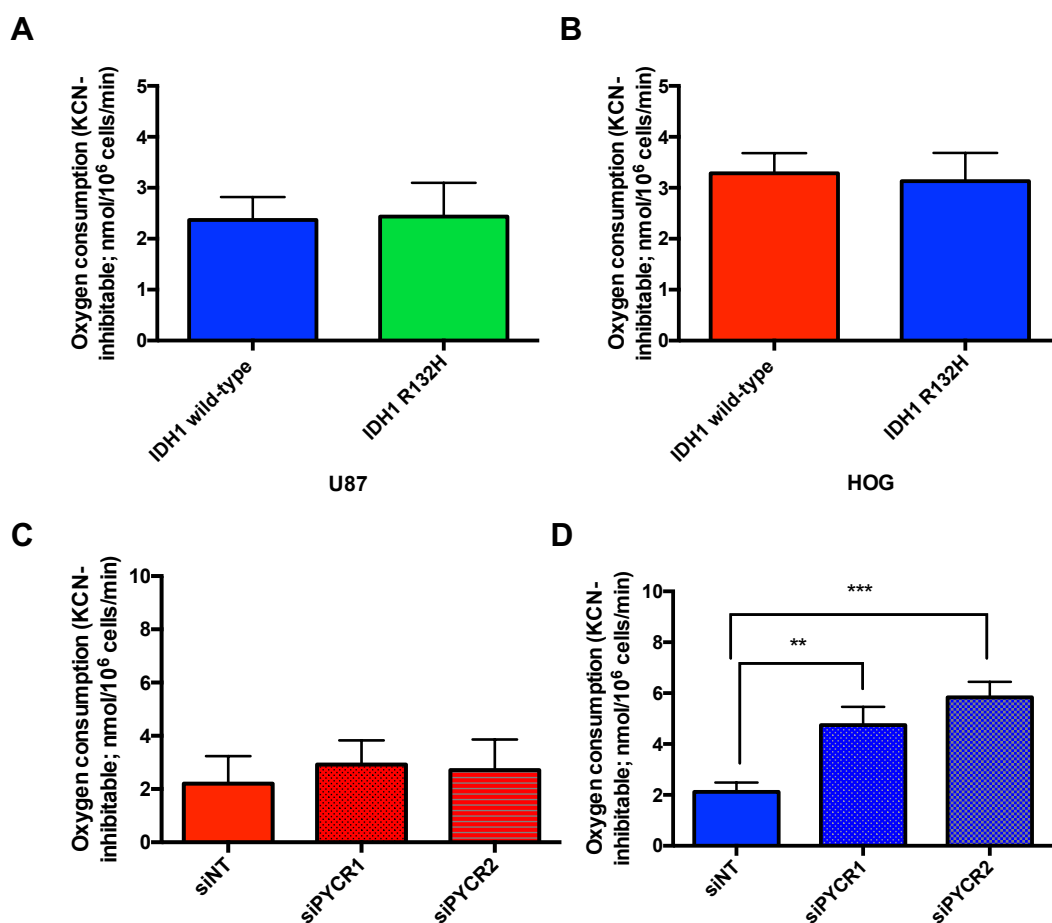 A
Oxygen consumption (KCN-
inhibitable; nmol/10⁶ cells/min)
5
4
3
2
1
0
IDH1 wild-type
IDH1 R132H
U87
B
Oxygen consumption (KCN-
inhibitable; nmol/10⁶ cells/min)
5
4
3
2
1
0
IDH1 wild-type
IDH1 R132H
HOG
C
Oxygen consumption (KCN-
inhibitable; nmol/10⁶ cells/min)
10
8
6
4
2
0
siNT
siPYCR1
siPYCR2
D
Oxygen consumption (KCN-
inhibitable; nmol/10⁶ cells/min)
10
8
6
4
2
0
***
**
siNT
siPYCR1
siPYCR2